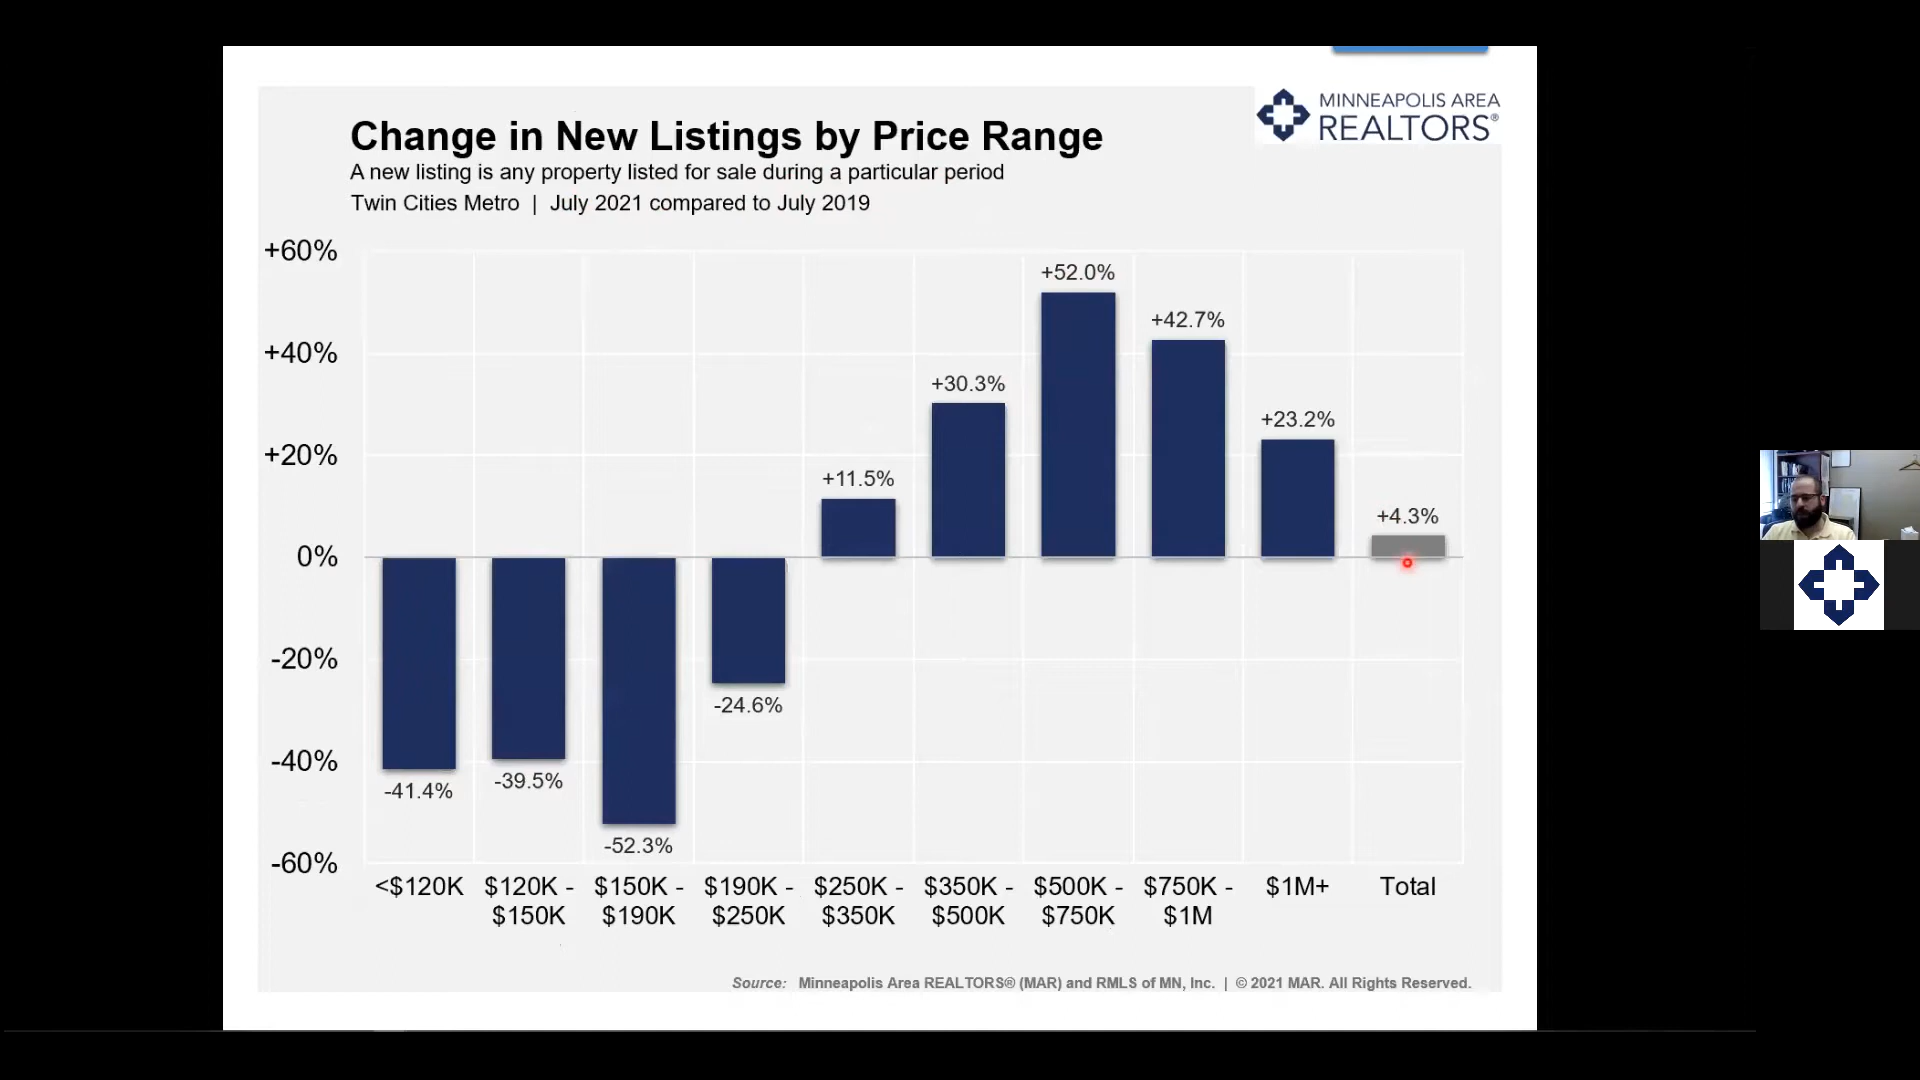 MINNEAPOLIS AREA
REALTORS®
Change in New Listings by Price Range
A new listing is any property listed for sale during a particular period
Twin Cities Metro | July 2021 compared to July 2019
+60%
+40%
+20%
0%
-20%
-40%
-60%
-41.4%
-39.5%
-52.3%
-24.6%
+11.5%
+30.3%
+52.0%
+42.7%
+23.2%
+4.3%
<$120K
$120K -
$150K
$150K -
$190K
$190K -
$250K
$250K -
$350K
$350K -
$500K
$500K -
$750K
$750K -
$1M
$1M+
Total
Source: Minneapolis Area REALTORS® (MAR) and RMLS of MN, Inc. | © 2021 MAR. All Rights Reserved.